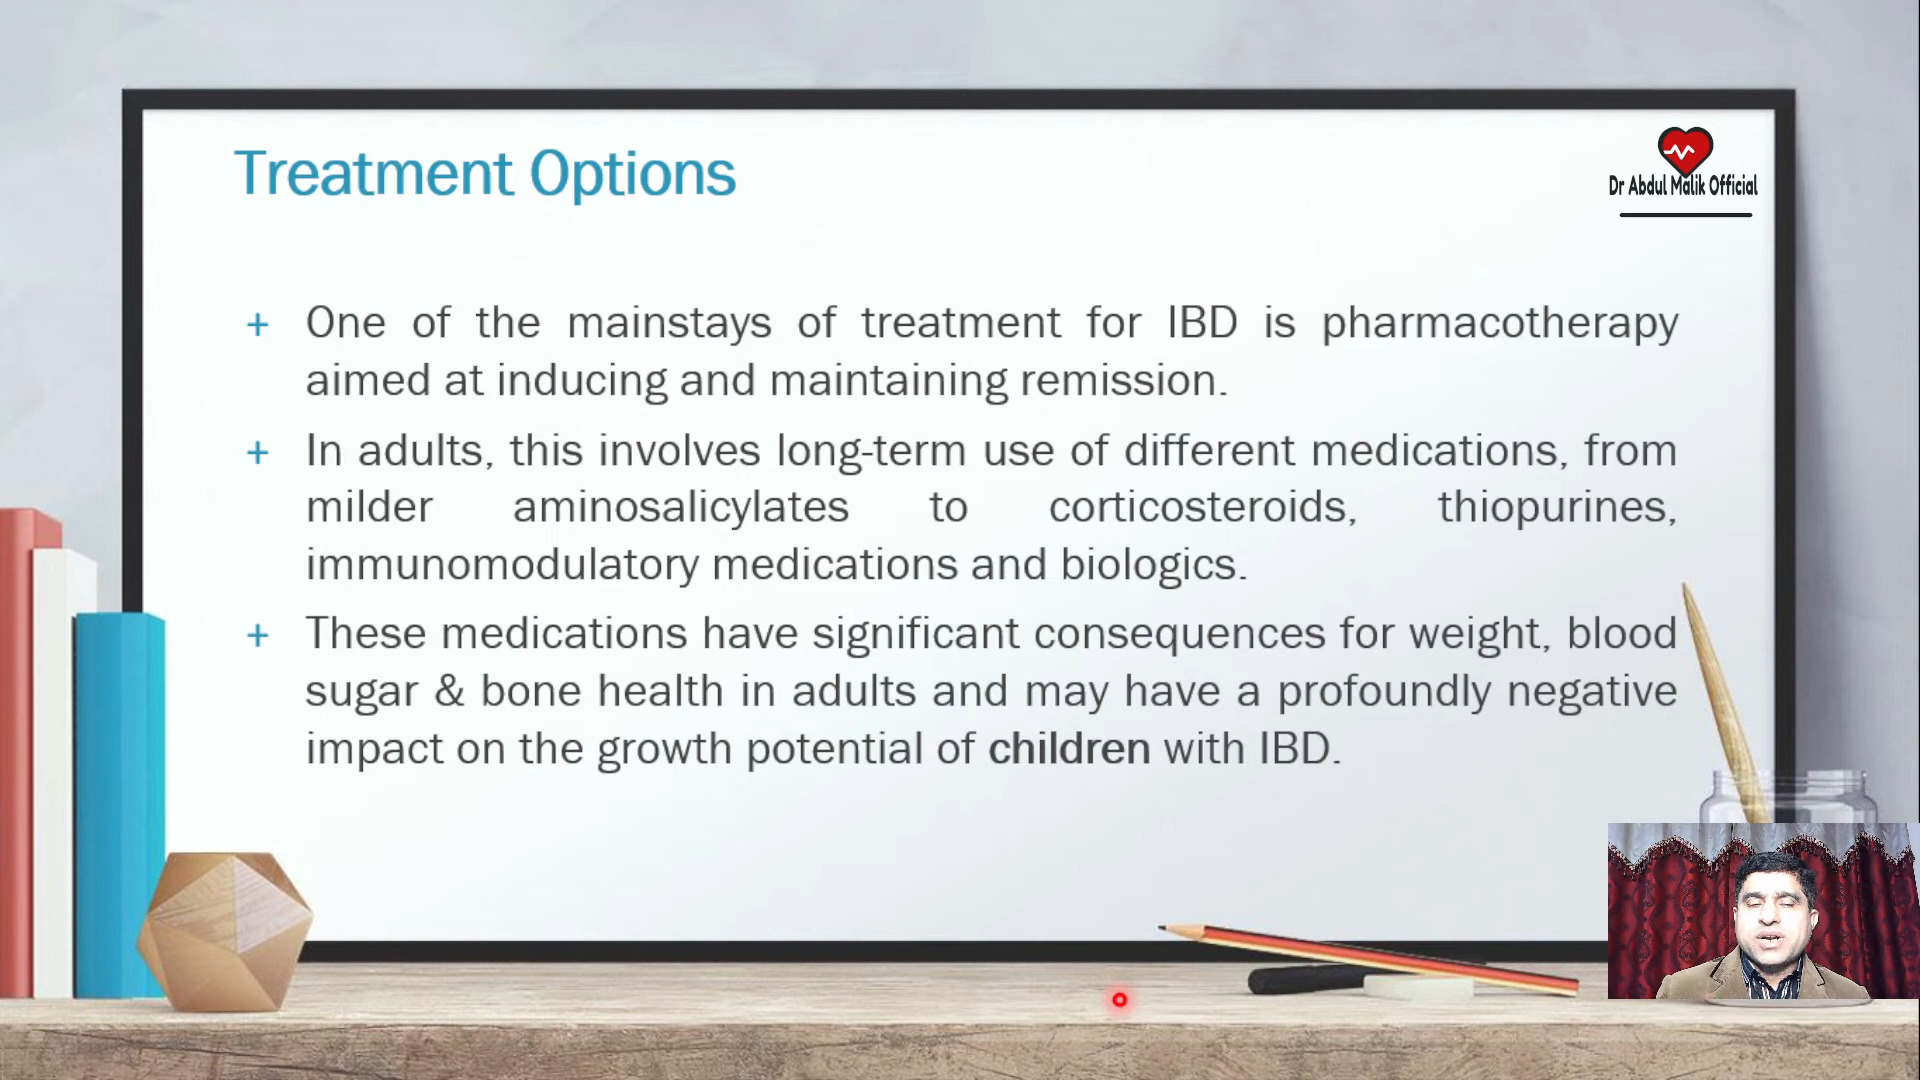 Treatment Options
Dr Abdul Malik Official
+ One of the mainstays of treatment for IBD is pharmacotherapy
aimed at inducing and maintaining remission.
+ In adults, this involves long-term use of different medications, from
milder aminosalicylates to corticosteroids, thiopurines,
immunomodulatory medications and biologics.
+ These medications have significant consequences for weight, blood
sugar & bone health in adults and may have a profoundly negative
impact on the growth potential of children with IBD.